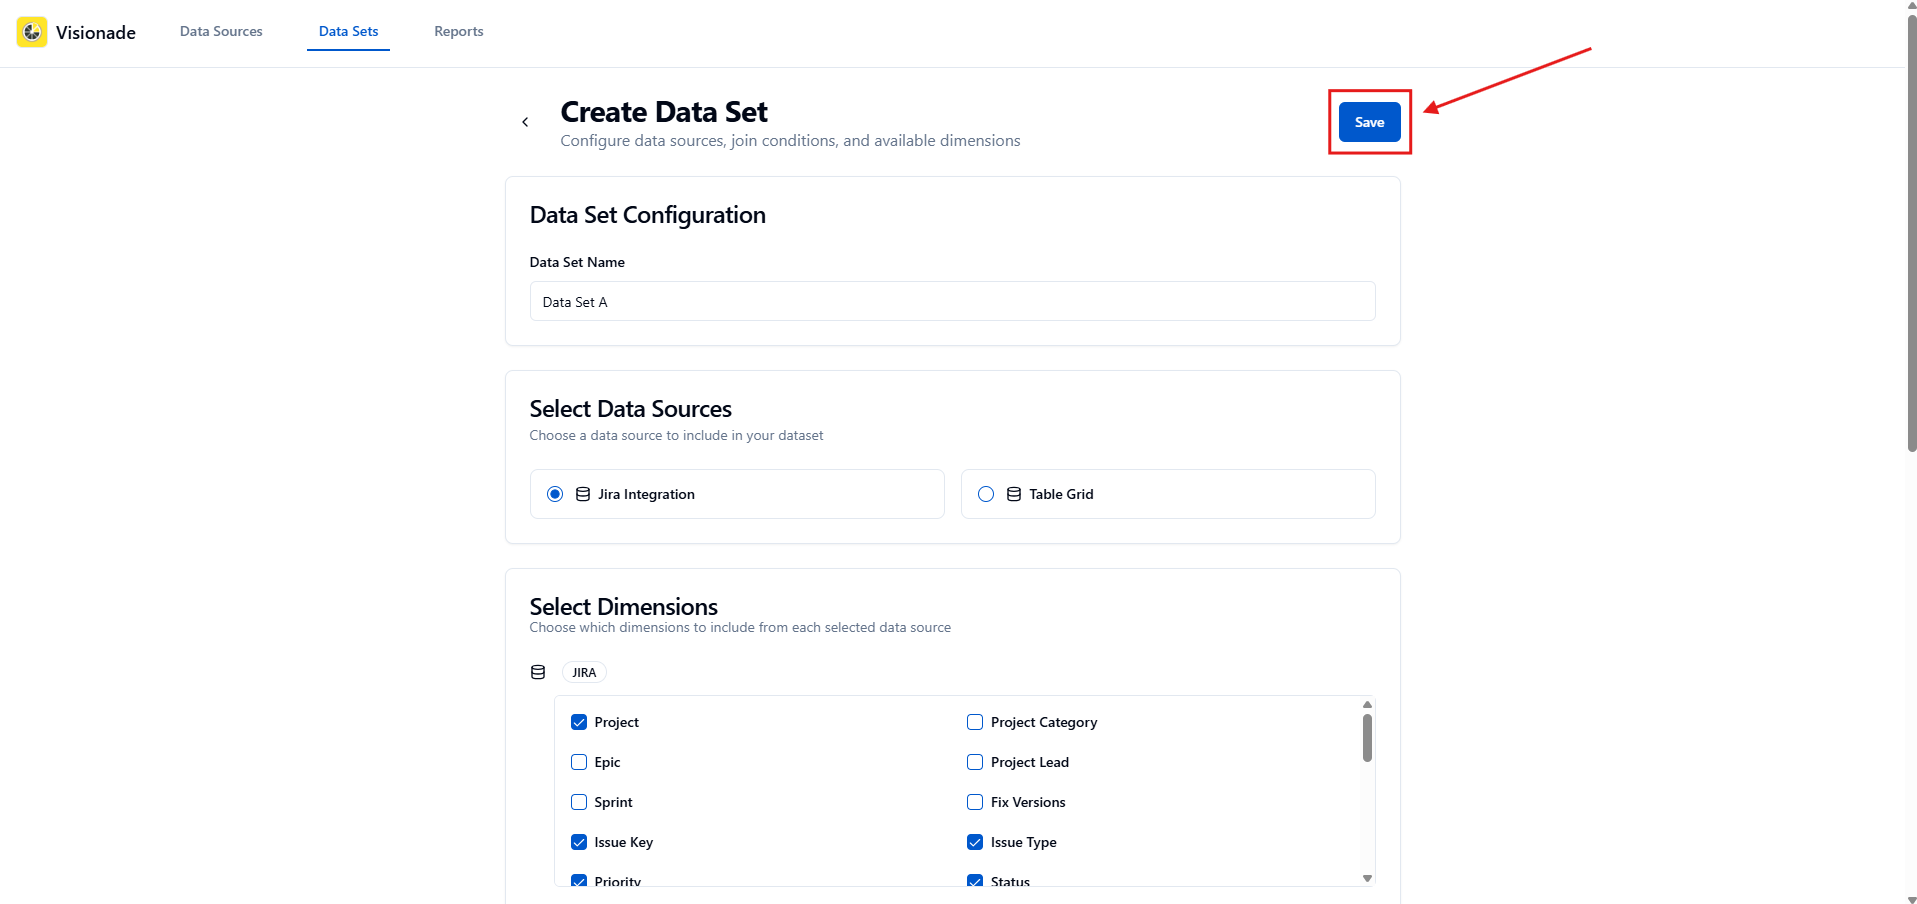 Visionade
Data Sources
Data Sets
Reports
Create Data Set
Configure data sources, join conditions, and available dimensions
Save
Data Set Configuration
Data Set Name
Data Set A
Select Data Sources
Choose a data source to include in your dataset
Jira Integration
Table Grid
Select Dimensions
Choose which dimensions to include from each selected data source
JIRA
Project
Project Category
Epic
Project Lead
Sprint
Fix Versions
Issue Key
Issue Type
Priority
Status